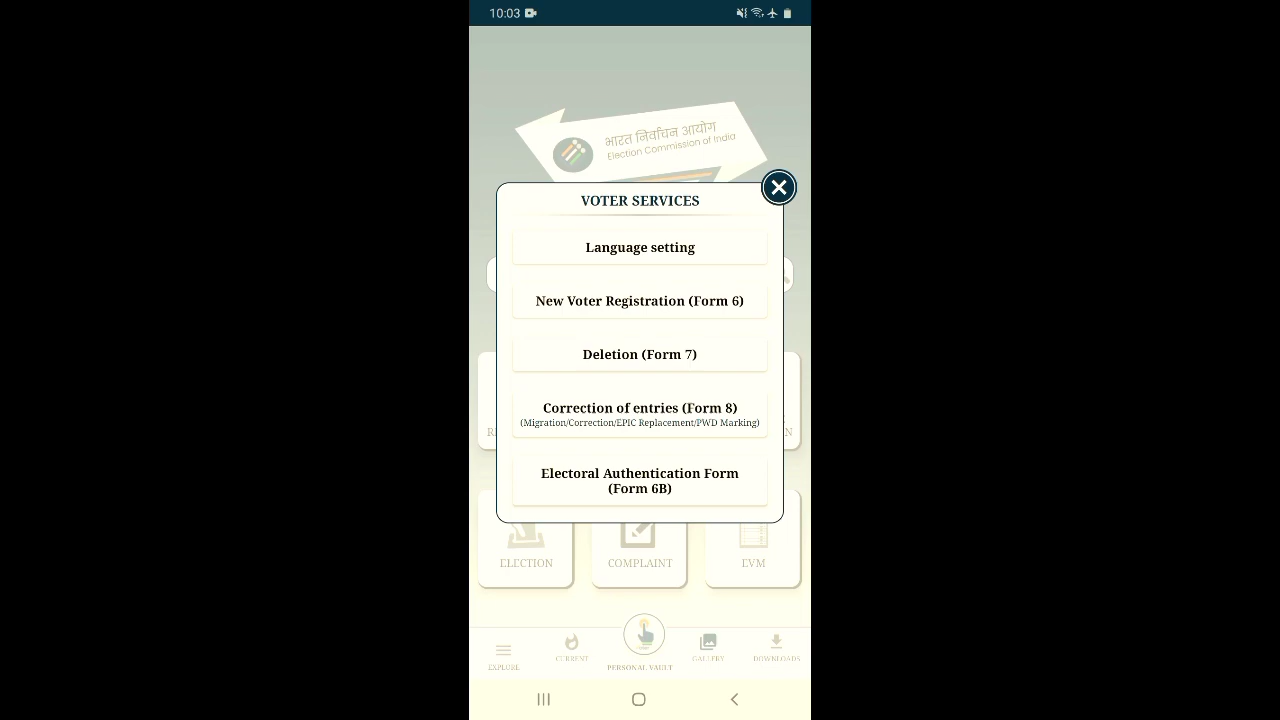 10:03
भारत निर्वाचन आयोग
Election Commission of India
VOTER SERVICES
Language setting
New Voter Registration (Form 6)
Deletion (Form 7)
Correction of entries (Form 8)
(Migration/Correction/EPIC Replacement/PWD Marking)
Electoral Authentication Form
(Form 6B)
ELECTION
COMPLAINT
EVM
EXPLORE
CURRENT
PERSONAL VAULT
GALLERY
DOWNLOADS